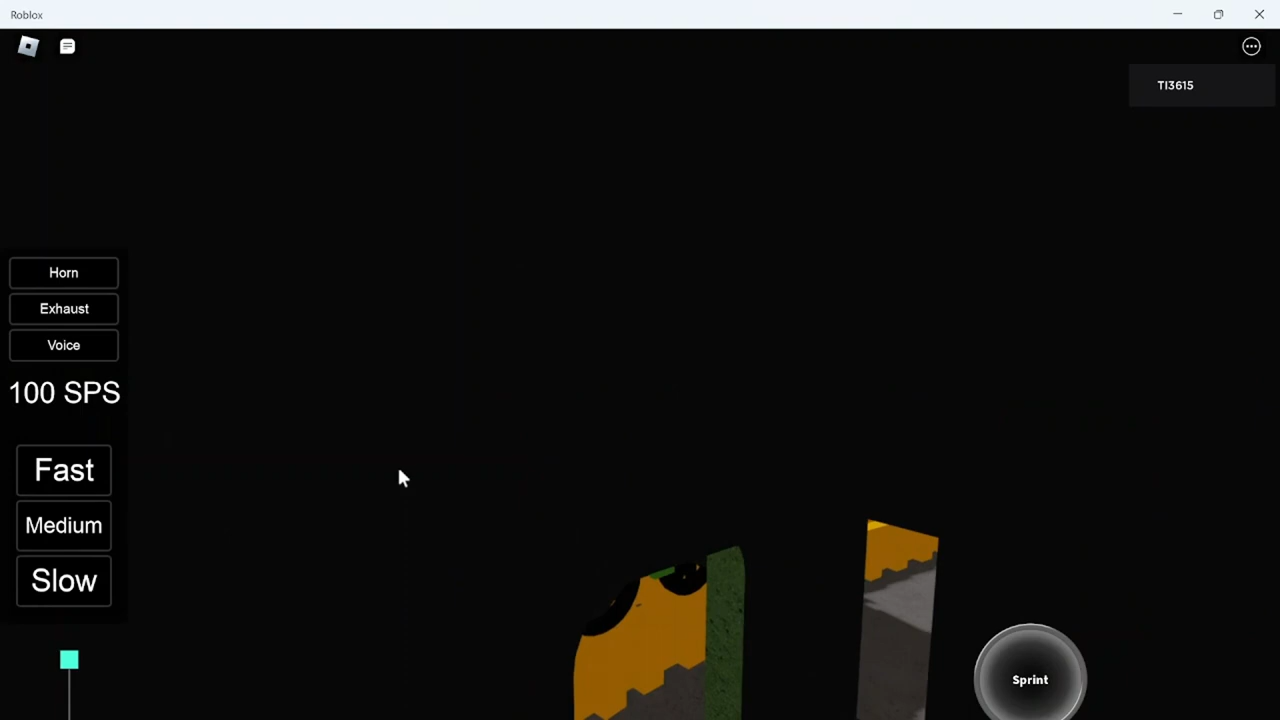 Roblox
TI3615
Horn
Exhaust
Voice
100 SPS
Fast
Medium
Slow
Sprint